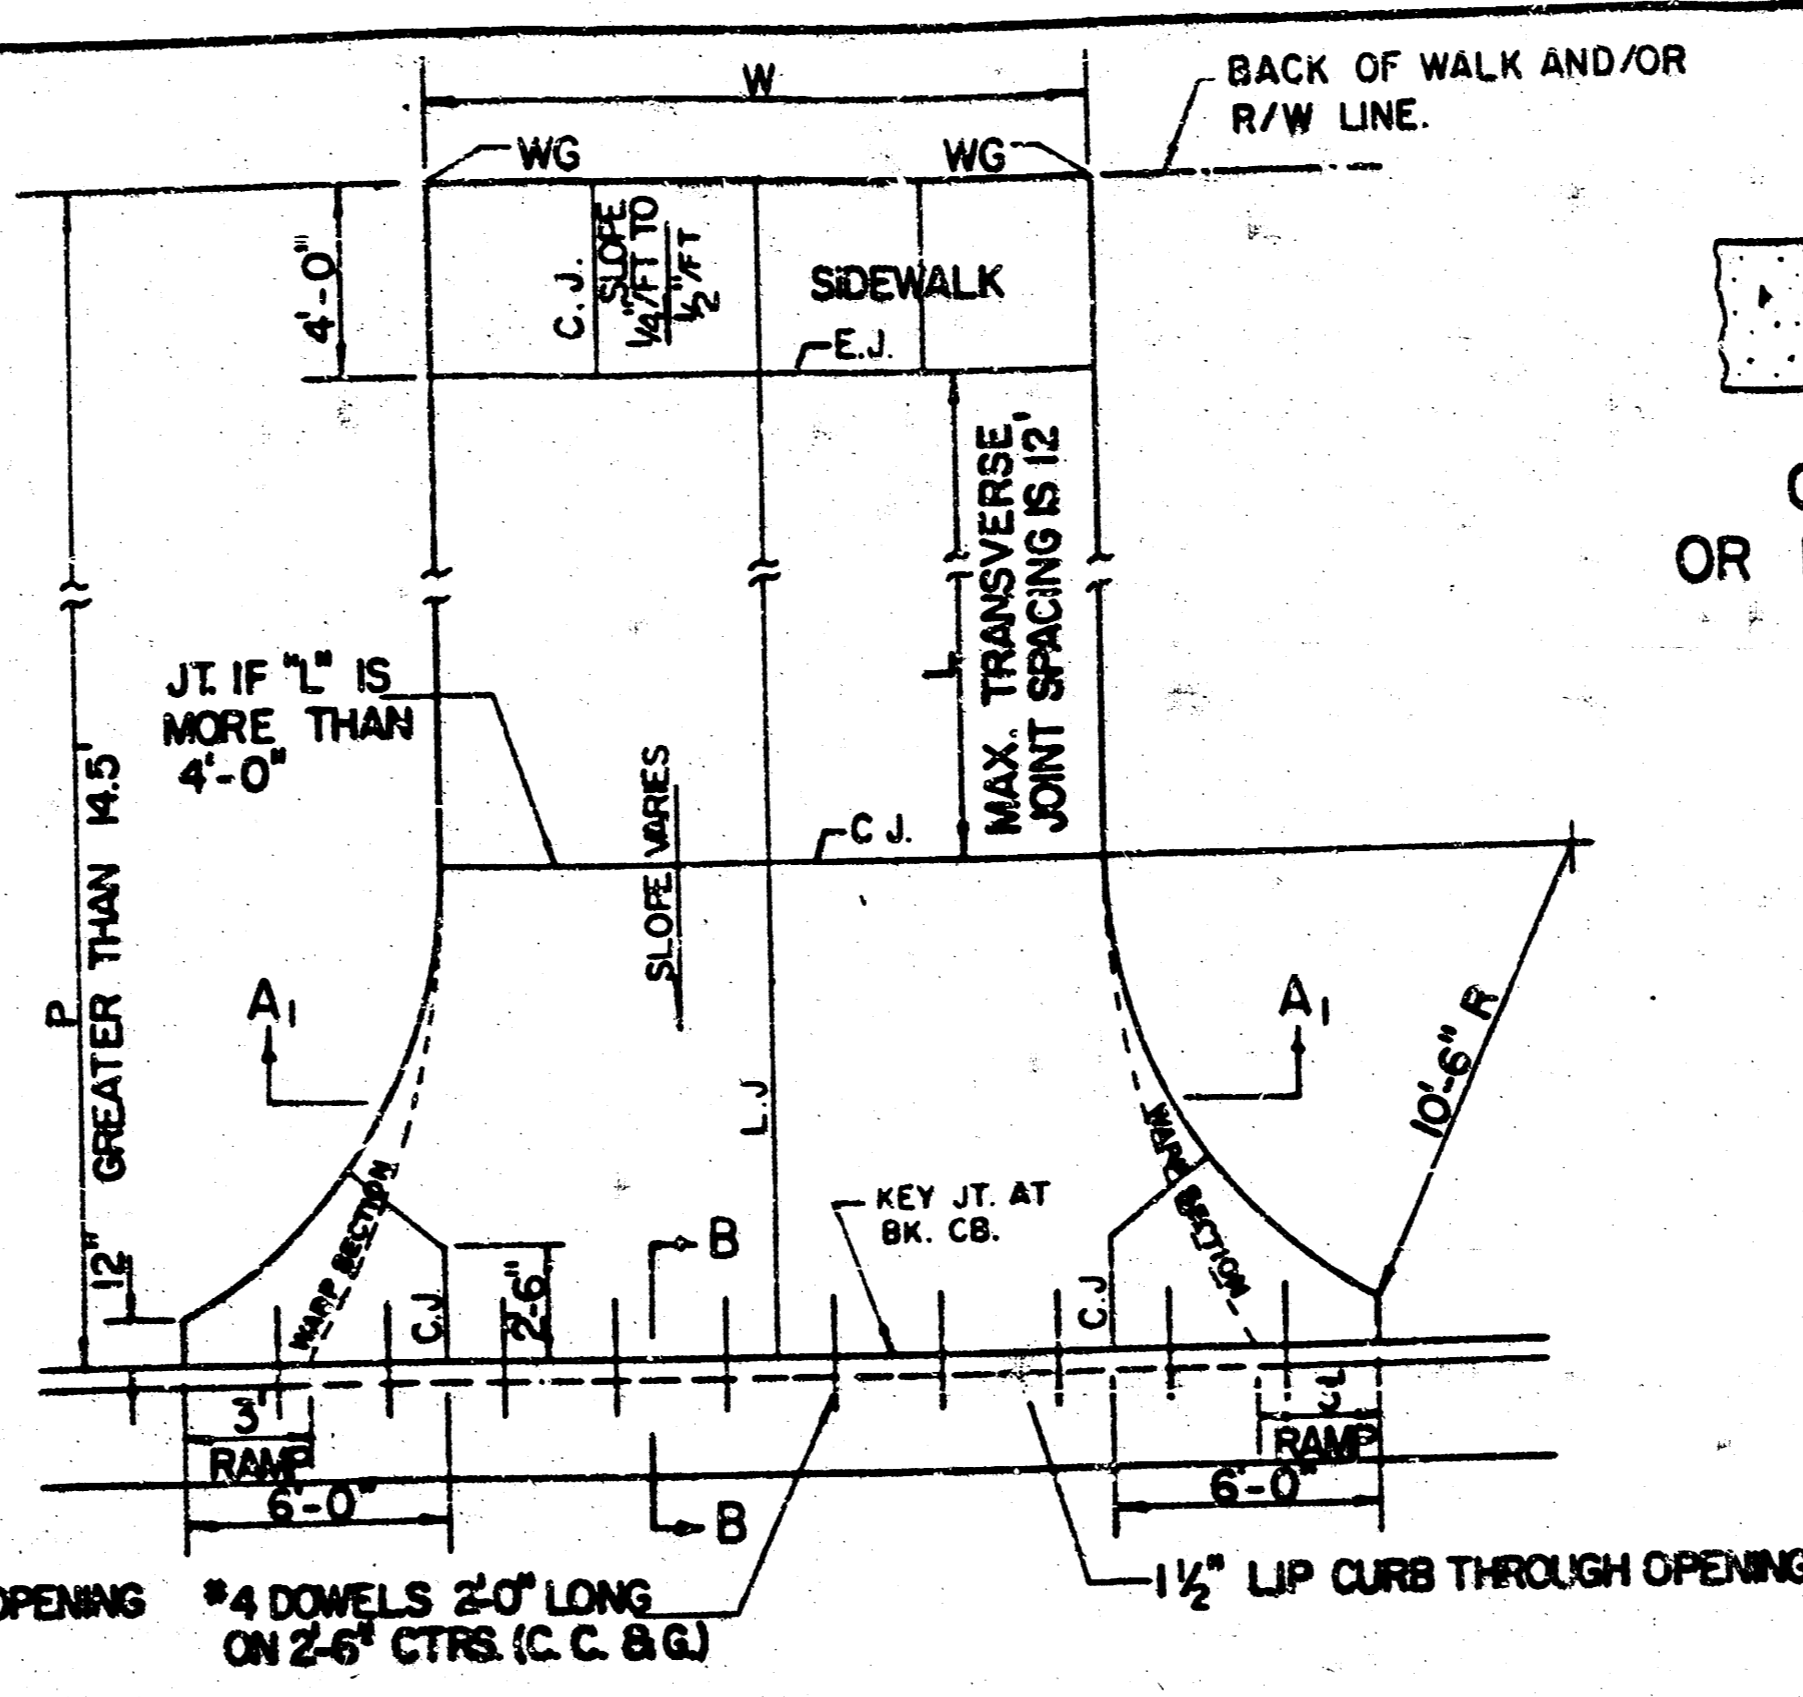 W
BACK OF WALK AND/OR
R/W LINE.
WG
WG
4'-0"
C.J.
SLOPE
1/4"/FT TO
1/2"/FT
SIDEWALK
E.J.
OR
MAX. TRANSVERSE
JOINT SPACING IS 12'
L
JT. IF "L" IS
MORE THAN
4'-0"
SLOPE VARIES
C J.
P
GREATER THAN 14.5'
A1
A1
10'-6" R
L.J
WARP SECTION
WARP SECTION
KEY JT. AT
BK. CB.
B
12"
C.J
2'-6"
C.J
3'
RAMP
6'-0"
3'
RAMP
6'-0"
B
OPENING
#4 DOWELS 2'-0" LONG
ON 2'-6" CTRS. (C. C. & G.)
1 1/2" LIP CURB THROUGH OPENING